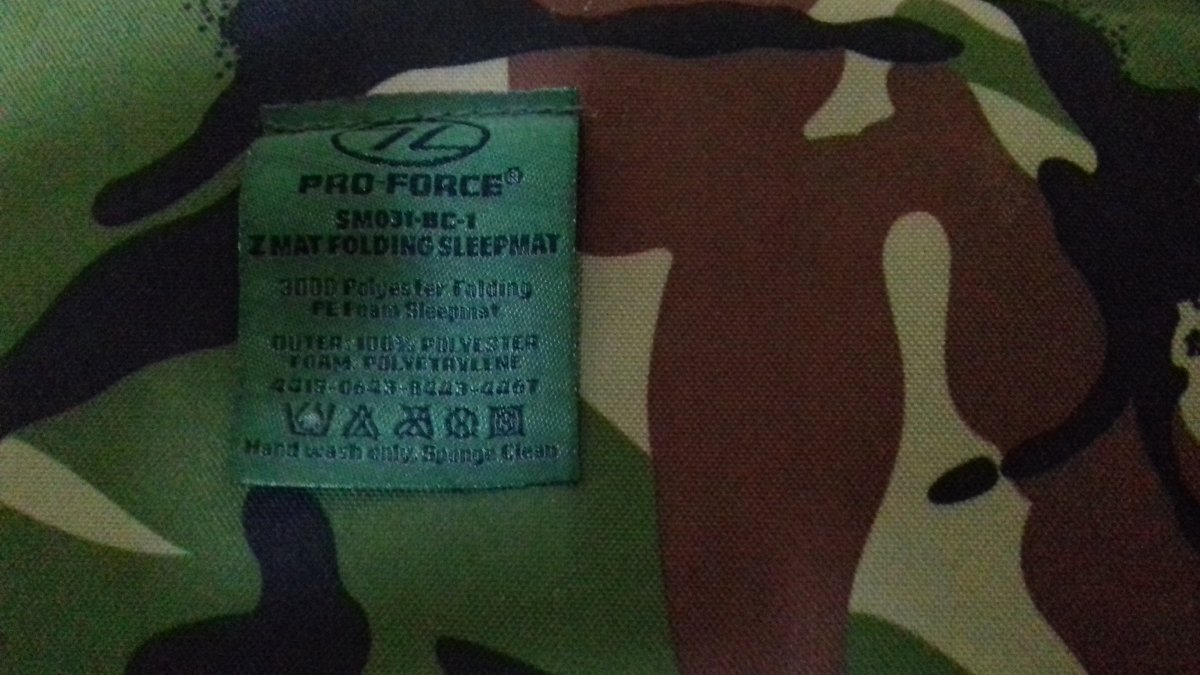 PRO-FORCE®
SM031-BC-1
Z MAT FOLDING SLEEPMAT
300D Polyester Folding
PE Foam Sleepmat
OUTER: 100% POLYESTER
FOAM: POLYETHYLENE
Hand wash only. Sponge Clean